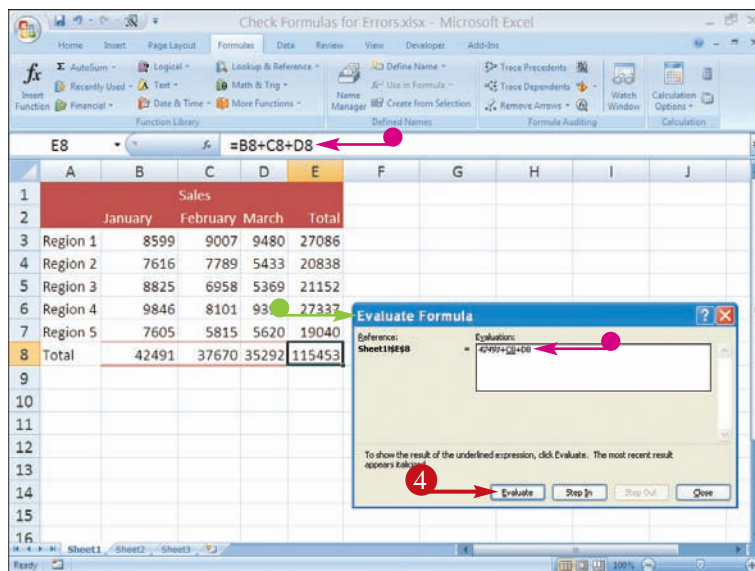 Check Formulas for Errors.xlsx - Microsoft Excel
Home Insert Page Layout Formulas Data Review View Developer Add-Ins
fx Insert Function
Σ AutoSum
Recently Used
Financial
Logical
Text
Date & Time
Lookup & Reference
Math & Trig
More Functions
Function Library
Name Manager
Define Name
Use in Formula
Create from Selection
Defined Names
Trace Precedents
Trace Dependents
Remove Arrows
Formula Auditing
Watch Window
Calculation Options
Calculation
E8 fx =B8+C8+D8
A B C D E F G H I J
1 Sales
2 January February March Total
3 Region 1 8599 9007 9480 27086
4 Region 2 7616 7789 5433 20838
5 Region 3 8825 6958 5369 21152
6 Region 4 9846 8101 27337
7 Region 5 7605 5815 5620 19040
8 Total 42491 37670 35292 115453
9
10
11
12
13
14
15
16
Evaluate Formula
Reference: Evaluation:
Sheet1!$E$8 = 42491+C8+D8
To show the result of the underlined expression, click Evaluate. The most recent result
appears italicized.
4
Evaluate Step In Step Out Close
Sheet1 Sheet2 Sheet3
Ready 100%